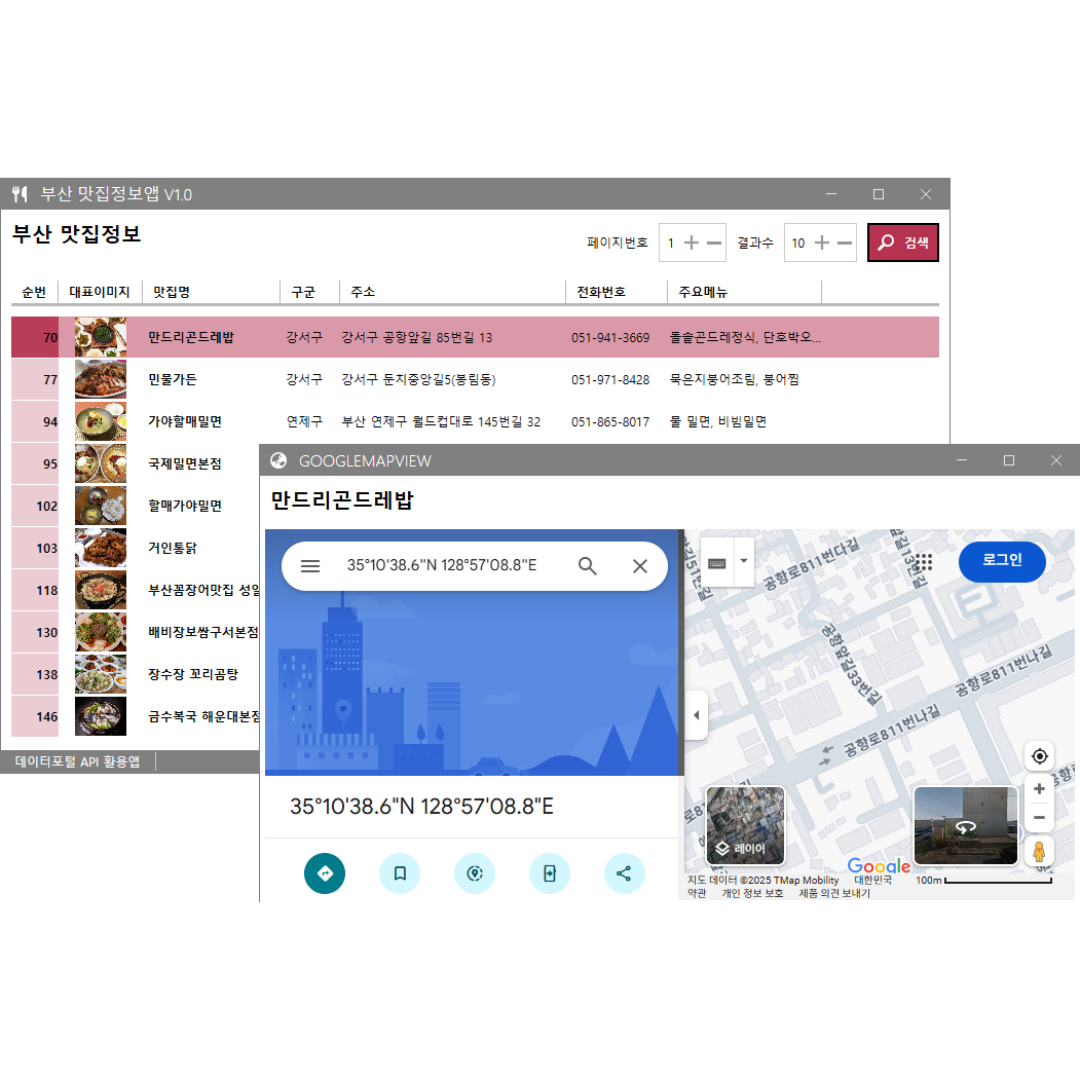 부산 맛집정보앱 V1.0
부산 맛집정보
페이지번호 1 결과수 10 검색
순번 대표이미지 맛집명 구군 주소 전화번호 주요메뉴
70 만드리곤드레밥 강서구 강서구 공항앞길 85번길 13 051-941-3669 돌솥곤드레정식, 단호박오...
77 민물가든 강서구 강서구 둔치중앙길5(봉림동) 051-971-8428 묵은지붕어조림, 붕어찜
94 가야할매밀면 연제구 부산 연제구 월드컵대로 145번길 32 051-865-8017 물 밀면, 비빔밀면
95 국제밀면본점
102 할매가야밀면
103 거인통닭
118 부산꼼장어맛집 성일
130 배비장보쌈구서본점
138 장수장 꼬리곰탕
146 금수복국 해운대본점
데이터포털 API 활용앱
GOOGLEMAPVIEW
만드리곤드레밥
35°10'38.6"N 128°57'08.8"E
35°10'38.6"N 128°57'08.8"E
로그인
공항로811번다길
공항앞길33번길
공항로811번나길
공항로811번나길
레이어
Google
지도 데이터 ©2025 TMap Mobility 대한민국 100m
약관 개인 정보 보호 제품 의견 보내기